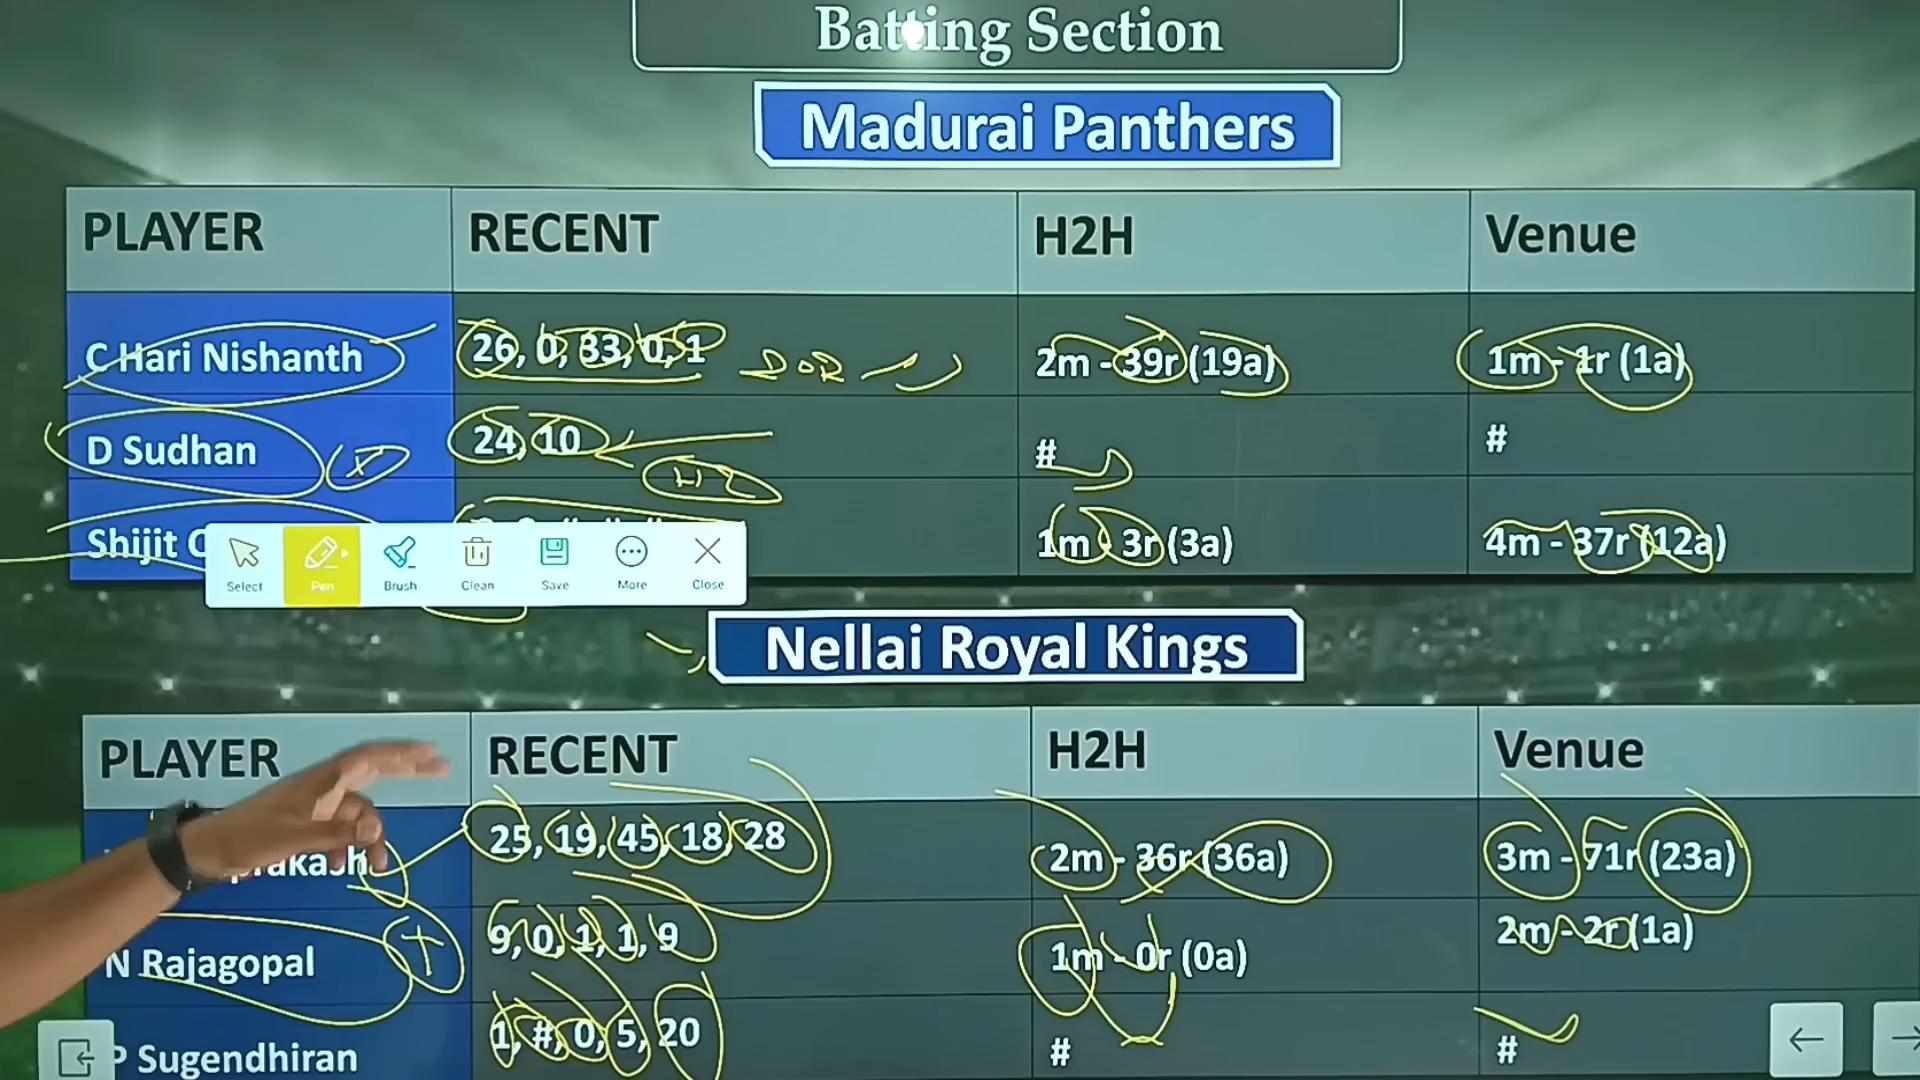 Batting Section
Madurai Panthers
PLAYER RECENT H2H Venue
C Hari Nishanth 26, 0, 33, 0, 1 2m - 39r (19a) 1m - 1r (1a)
D Sudhan 24, 10 # #
Shijit 1m - 3r (3a) 4m - 37r (12a)
Select Pen Brush Clean Save More Close
Nellai Royal Kings
PLAYER RECENT H2H Venue
25, 19, 45, 18, 28 2m - 36r (36a) 3m - 71r (23a)
N Rajagopal 9, 0, 1, 1, 9 1m - 0r (0a) 2m - 2r (1a)
P Sugendhiran 1, #, 0, 5, 20 # #